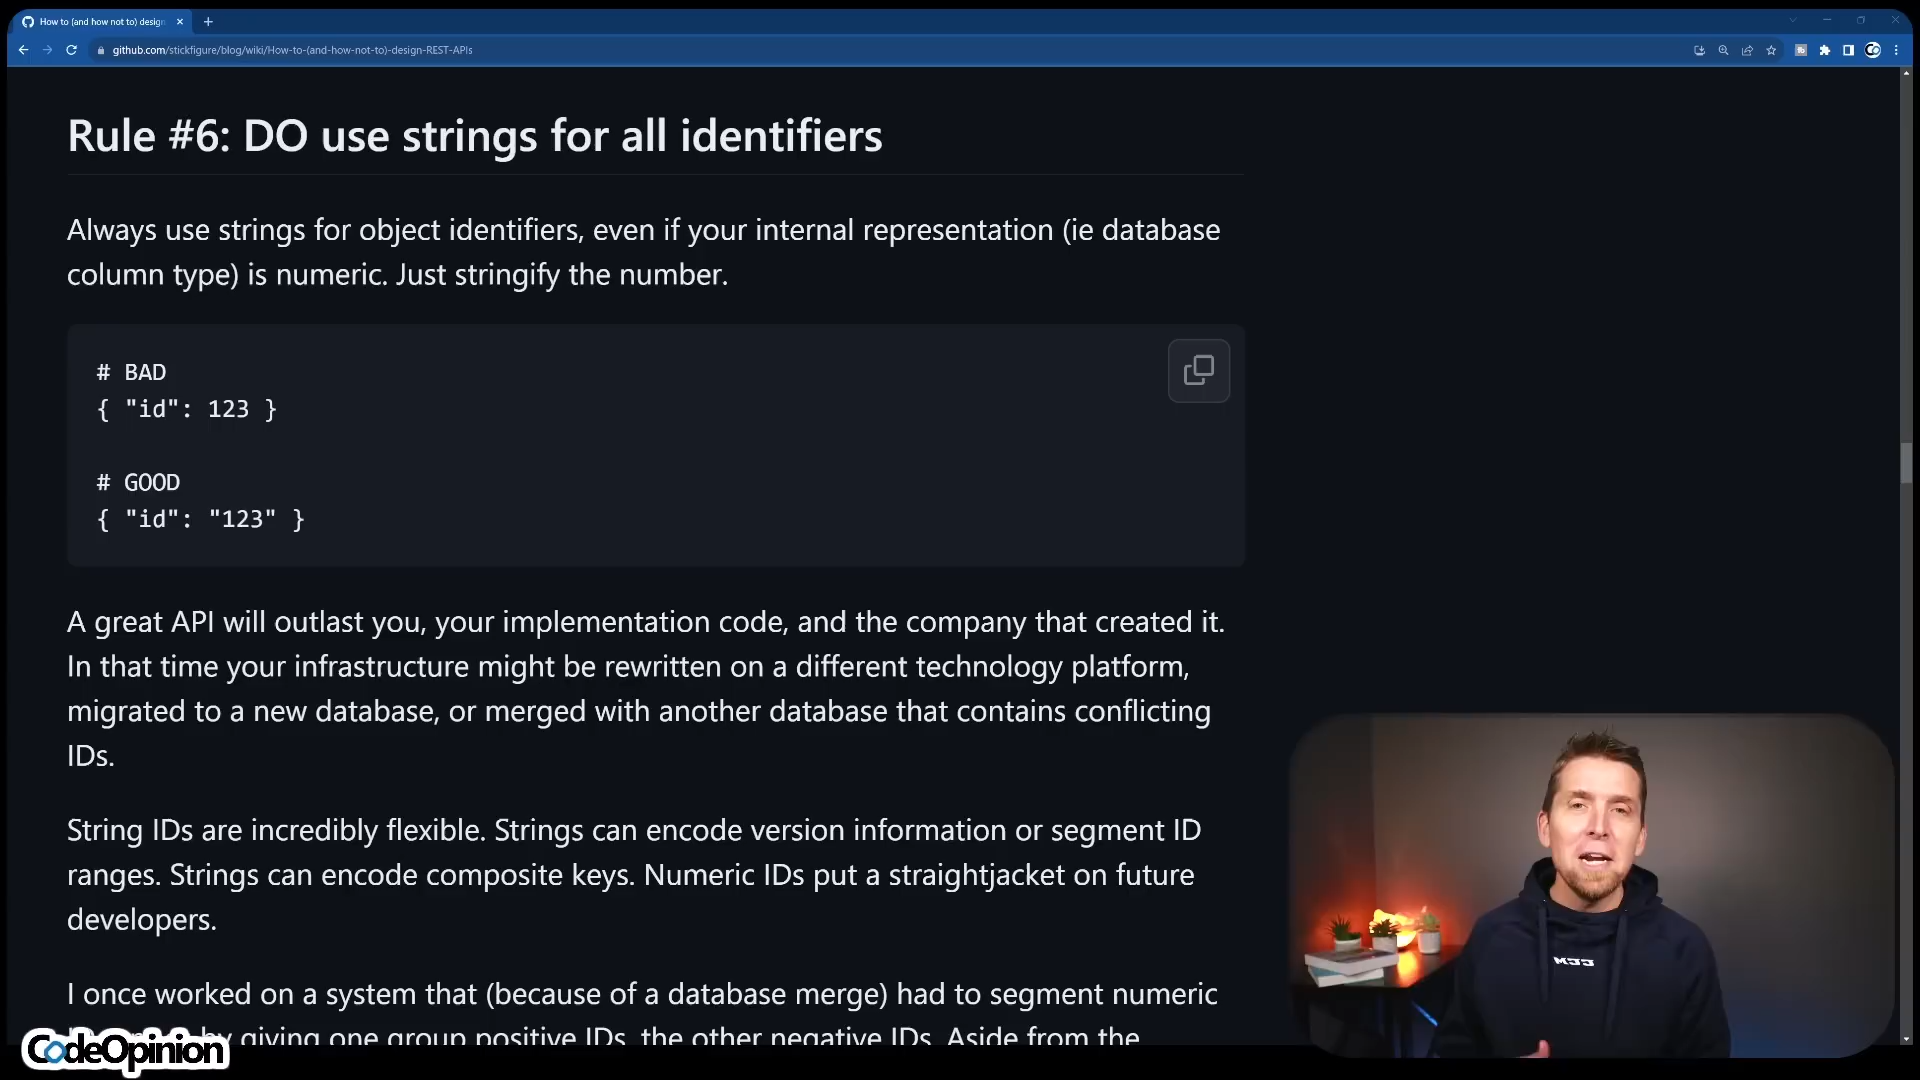 How to (and how not to) design
github.com/stickfigure/blog/wiki/How-to-(and-how-not-to)-design-REST-APIs
Rule #6: DO use strings for all identifiers
Always use strings for object identifiers, even if your internal representation (ie database
column type) is numeric. Just stringify the number.
# BAD
{ "id": 123 }
# GOOD
{ "id": "123" }
A great API will outlast you, your implementation code, and the company that created it.
In that time your infrastructure might be rewritten on a different technology platform,
migrated to a new database, or merged with another database that contains conflicting
IDs.
String IDs are incredibly flexible. Strings can encode version information or segment ID
ranges. Strings can encode composite keys. Numeric IDs put a straightjacket on future
developers.
I once worked on a system that (because of a database merge) had to segment numeric
by giving one group positive IDs, the other negative IDs. Aside from the
CodeOpinion